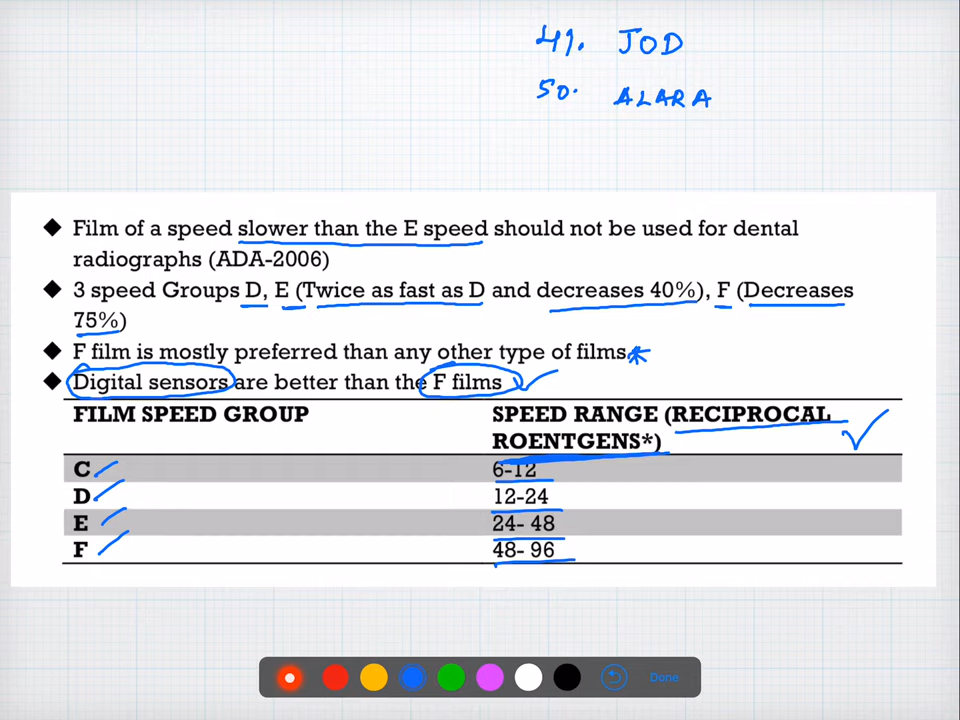 49. JOD
50. ALARA
◆ Film of a speed slower than the E speed should not be used for dental
radiographs (ADA-2006)
◆ 3 speed Groups D, E (Twice as fast as D and decreases 40%), F (Decreases
75%)
◆ F film is mostly preferred than any other type of films.*
◆ Digital sensors are better than the F films
FILM SPEED GROUP SPEED RANGE (RECIPROCAL
ROENTGENS*)
C 6-12
D 12-24
E 24- 48
F 48- 96
Done